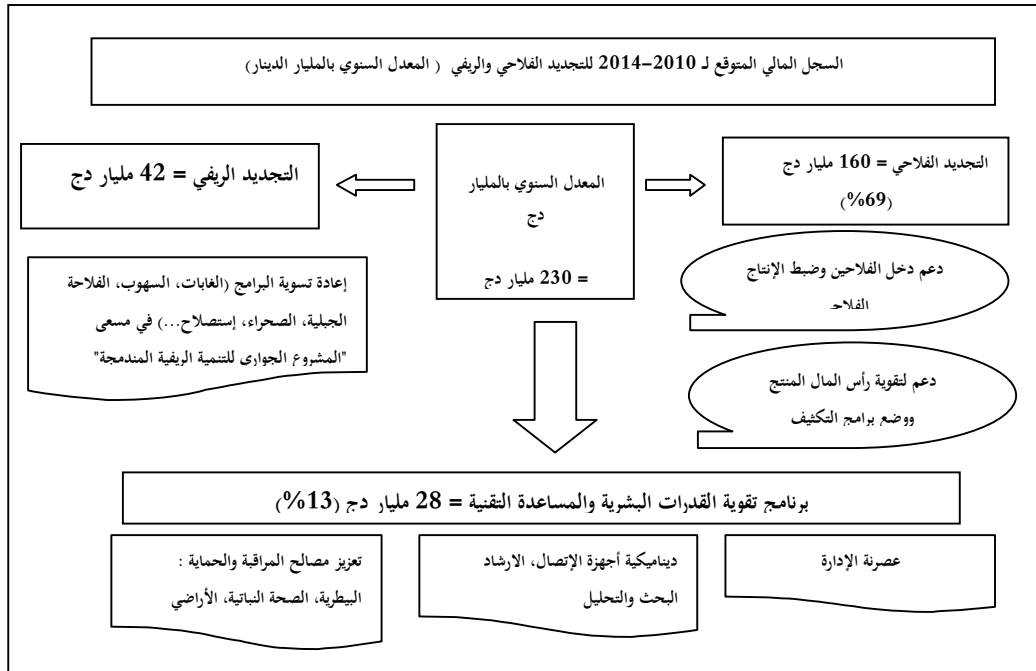 السجل المالي المتوقع لـ 2010-2014 للتجديد الفلاحي والريفي ( المعدل السنوي بالمليار الدينار)
التجديد الفلاحي = 160 مليار دج
(69%)
المعدل السنوي بالمليار
دج
= 230 مليار دج
التجديد الريفي = 42 مليار دج
دعم دخل الفلاحين وضبط الإنتاج
الفلاحي
إعادة تسوية البرامج (الغابات، السهوب، الفلاحة
الجبلية، الصحراء، إستصلاح...) في مسعى
"المشروع الجواري للتنمية الريفية المندمجة"
دعم لتقوية رأس المال المنتج
ووضع برامج التكثيف
برنامج تقوية القدرات البشرية والمساعدة التقنية = 28 مليار دج (13%)
عصرنة الإدارة
ديناميكية أجهزة الإتصال، الارشاد
البحث والتحليل
تعزيز مصالح المراقبة والحماية :
البيطرية، الصحة النباتية، الأراضي